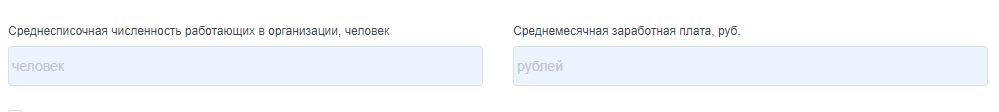 Среднесписочная численность работающих в организации, человек
Среднемесячная заработная плата, руб.
человек
рублей